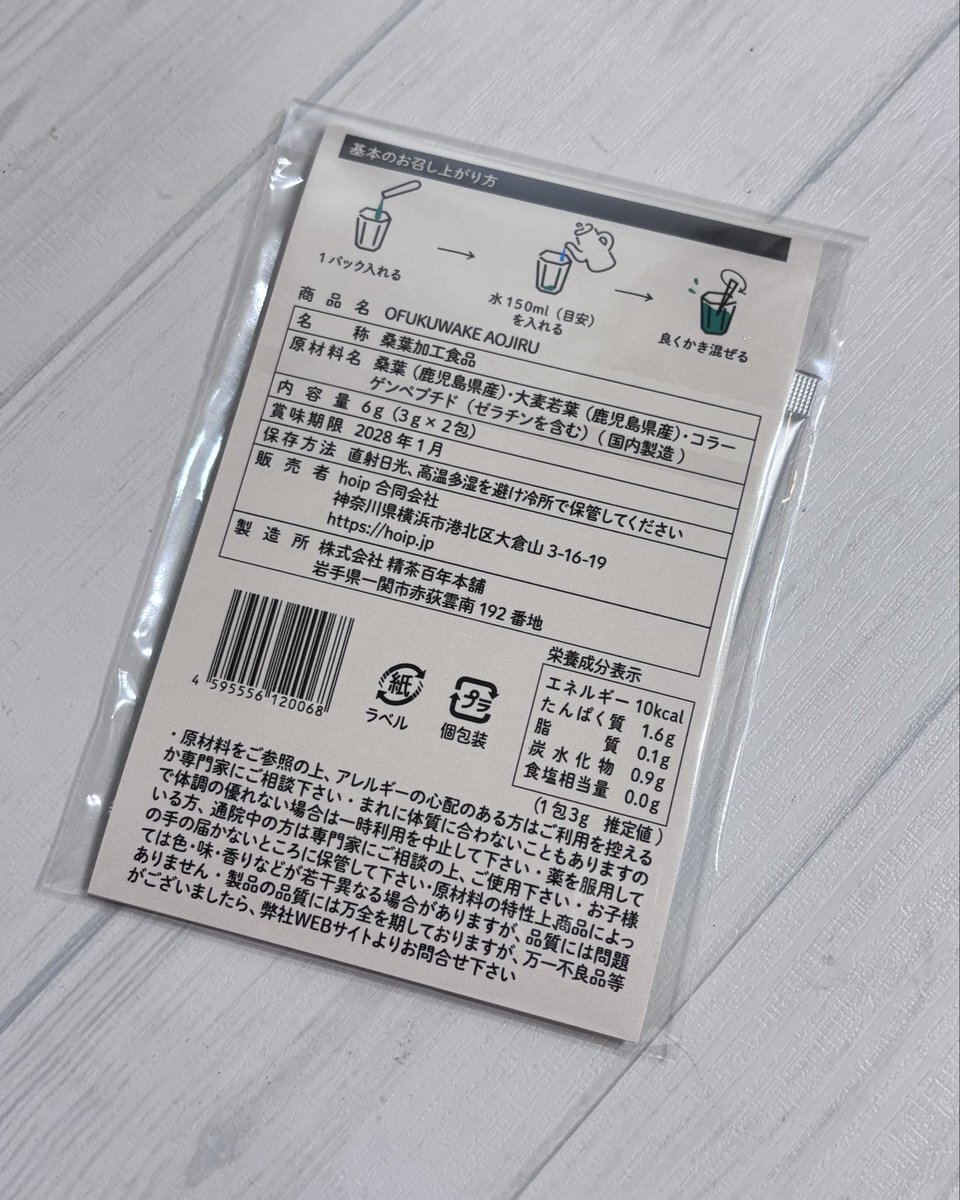 基本のお召し上がり方
1パック入れる
水150ml（目安）
を入れる
良くかき混ぜる
商品名 OFUKUWAKE AOJIRU
名称 桑葉加工食品
原材料名 桑葉（鹿児島県産）・大麦若葉（鹿児島県産）・コラー
ゲンペプチド（ゼラチンを含む）（国内製造）
内容量 6g（3g×2包）
賞味期限 2028年1月
保存方法 直射日光、高温多湿を避け冷所で保管してください
販売者 hoip 合同会社
神奈川県横浜市港北区大倉山 3-16-19
https://hoip.jp
製造所 株式会社 精茶百年本舗
岩手県一関市赤荻雲南 192 番地
4 595556 120068
紙
ラベル
プラ
個包装
栄養成分表示
エネルギー 10kcal
たんぱく質 1.6g
脂質 0.1g
炭水化物 0.9g
食塩相当量 0.0g
（1包3g 推定値）
・原材料をご参照の上、アレルギーの心配のある方はご利用を控える
か専門家にご相談下さい・まれに体質に合わないこともありますの
で体調の優れない場合は一時利用を中止して下さい・薬を服用して
いる方、通院中の方は専門家にご相談の上、ご使用下さい・お子様
の手の届かないところに保管して下さい・原材料の特性上、商品によっ
ては色・味・香りなどが若干異なる場合がありますが、品質には問題
ありません・製品の品質には万全を期しておりますが、万一不良品等
がございましたら、弊社WEBサイトよりお問合せ下さい